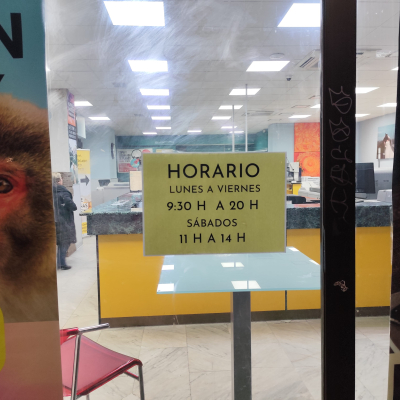 HORARIO
LUNES A VIERNES
9:30 H A 20 H
SÁBADOS
11 H A 14 H